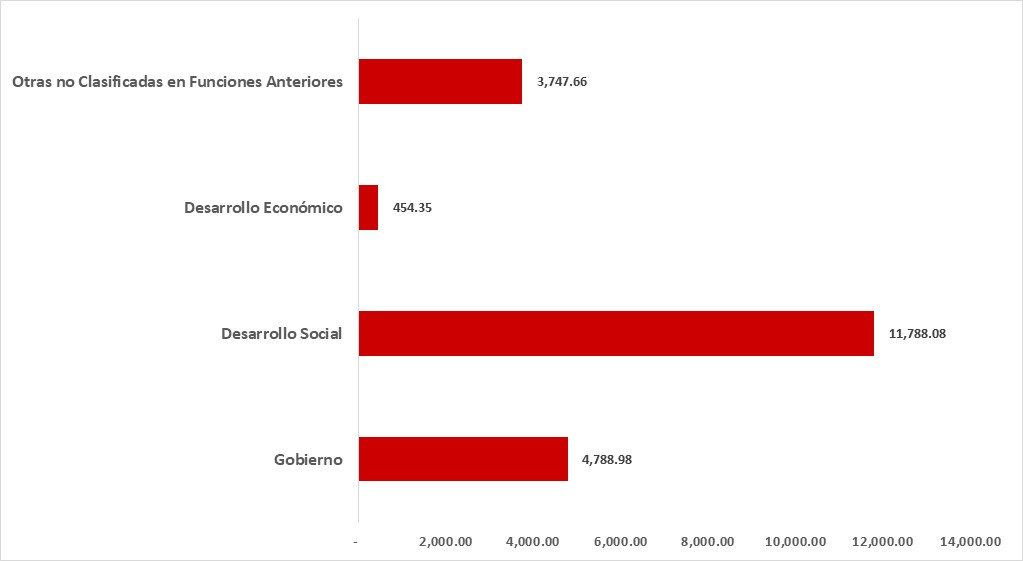 Otras no Clasificadas en Funciones Anteriores 3,747.66
Desarrollo Económico 454.35
Desarrollo Social 11,788.08
Gobierno 4,788.98
- 2,000.00 4,000.00 6,000.00 8,000.00 10,000.00 12,000.00 14,000.00